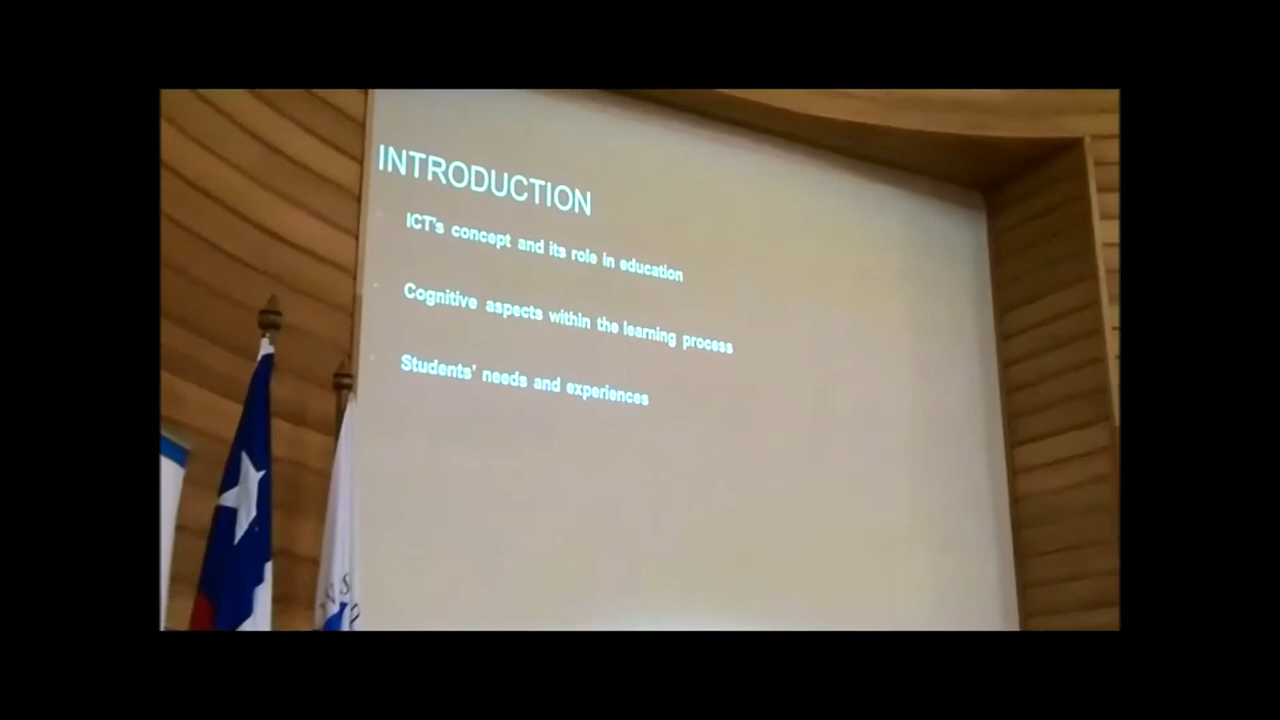 INTRODUCTION
ICT's concept and its role in education
Cognitive aspects within the learning process
Students' needs and experiences